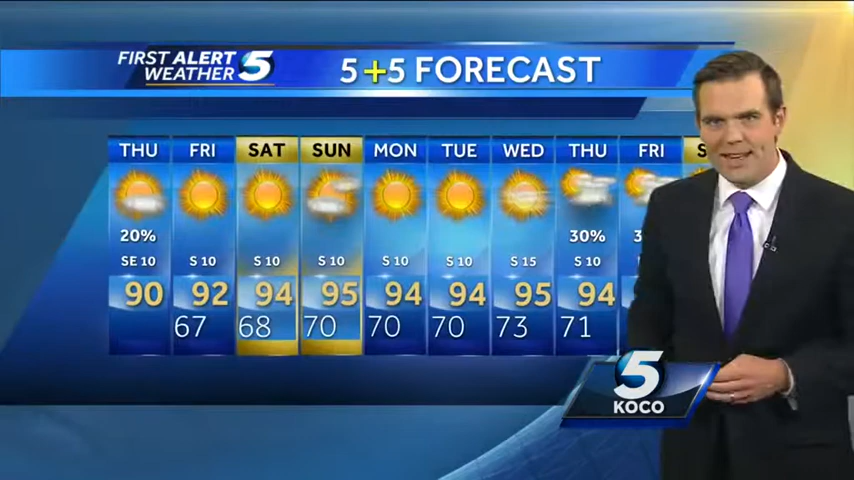 FIRST ALERT
WEATHER 5
5+5 FORECAST
THU FRI SAT SUN MON TUE WED THU FRI S
20% 30% 3
SE 10 S 10 S 10 S 10 S 10 S 10 S 15 S 10
90 92 94 95 94 94 95 94
67 68 70 70 70 73 71
5
KOCO